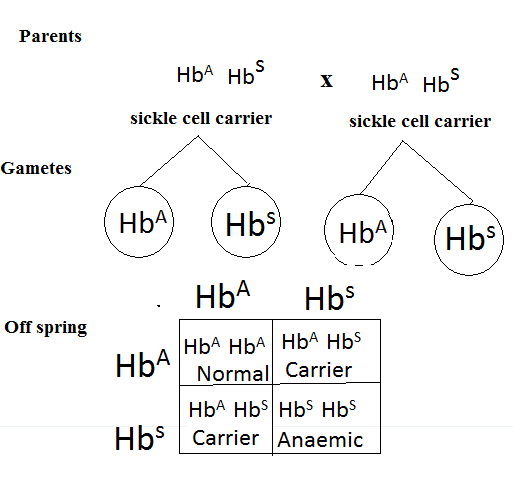 Parents
Hbᴬ Hbˢ x Hbᴬ Hbˢ
sickle cell carrier sickle cell carrier
Gametes
Hbᴬ Hbˢ Hbᴬ Hbˢ
Hbᴬ Hbˢ
Off spring
Hbᴬ Hbᴬ Hbᴬ Hbᴬ Hbˢ
Normal Carrier
Hbˢ Hbᴬ Hbˢ Hbˢ Hbˢ
Carrier Anaemic